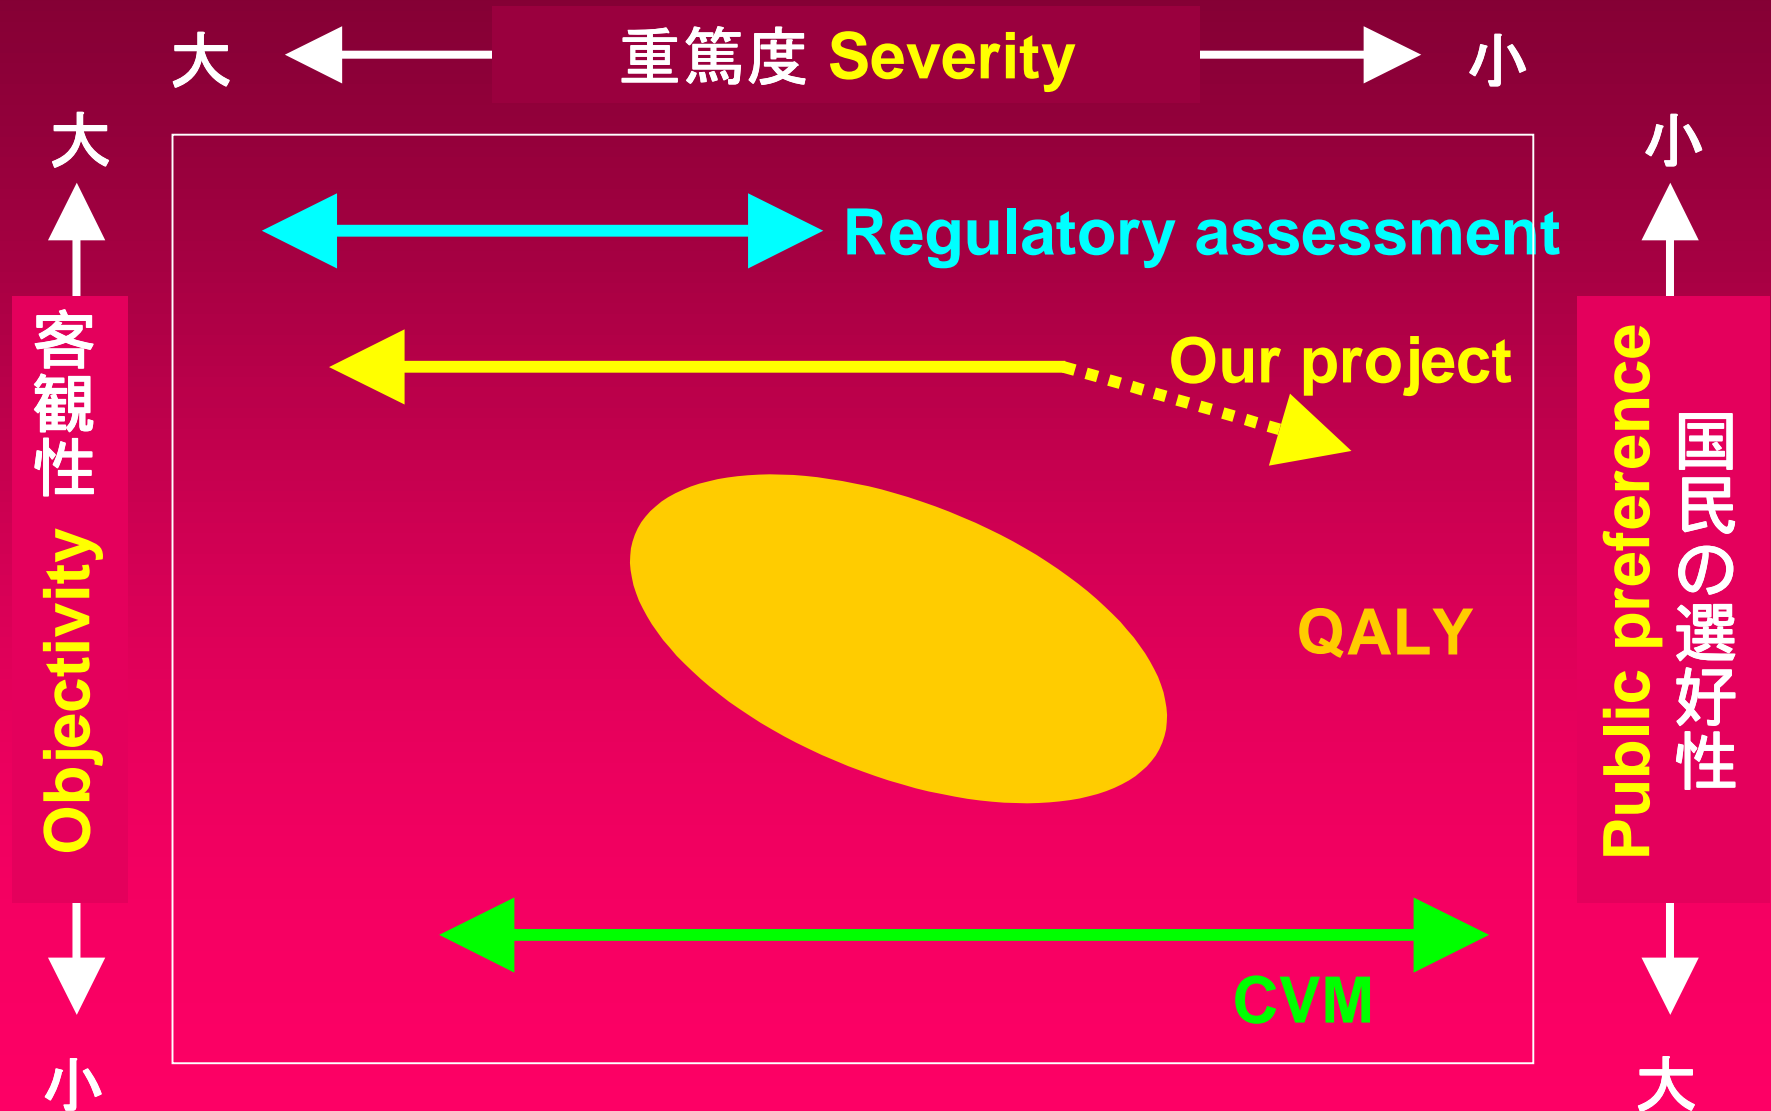 大 重篤度 Severity 小
大
小
Regulatory assessment
Our project
客観性 Objectivity
Public preference
国民の選好性
QALY
CVM
小
大